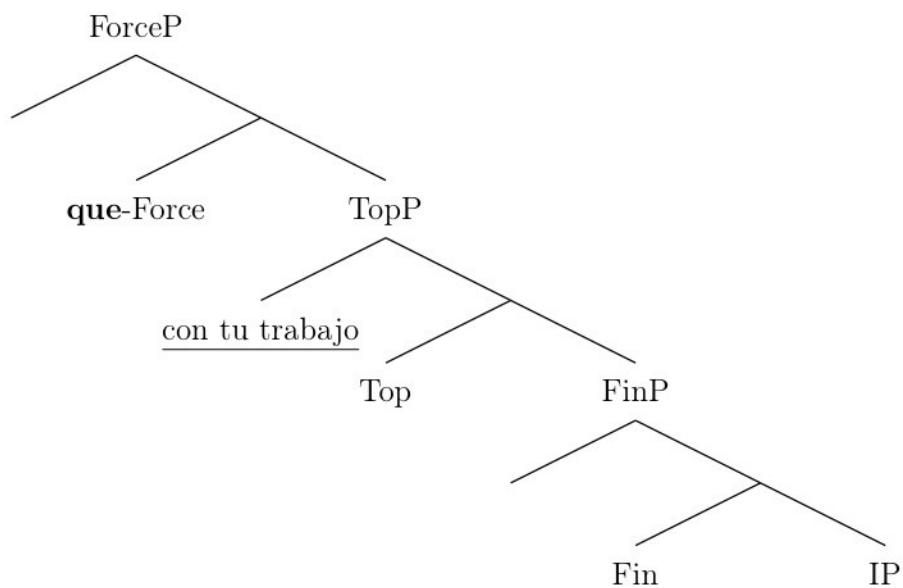 ForceP
que-Force TopP
con tu trabajo
Top FinP
Fin IP